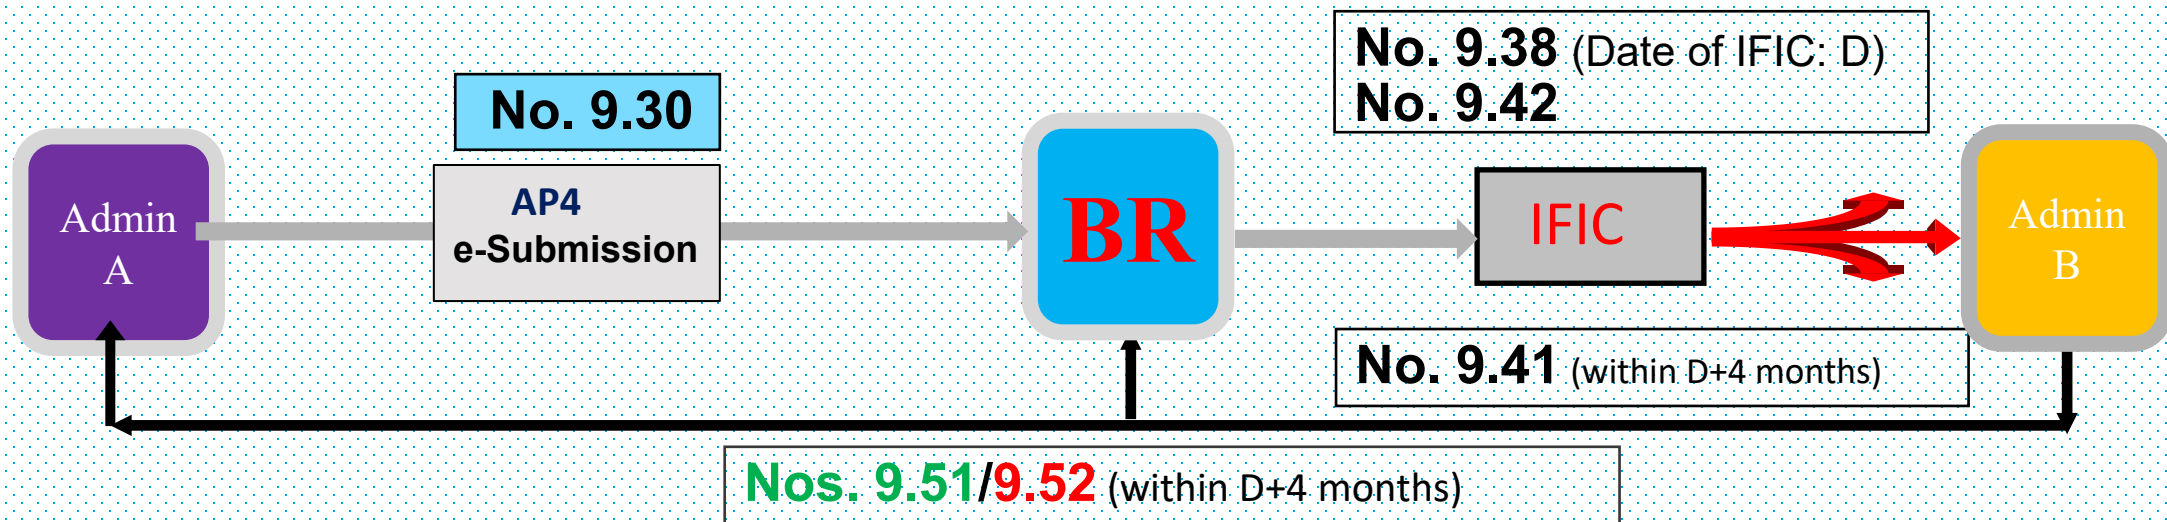 No. 9.38 (Date of IFIC: D)
No. 9.42
No. 9.30
Admin
A
AP4
e-Submission
BR
IFIC
Admin
B
No. 9.41 (within D+4 months)
Nos. 9.51/9.52 (within D+4 months)